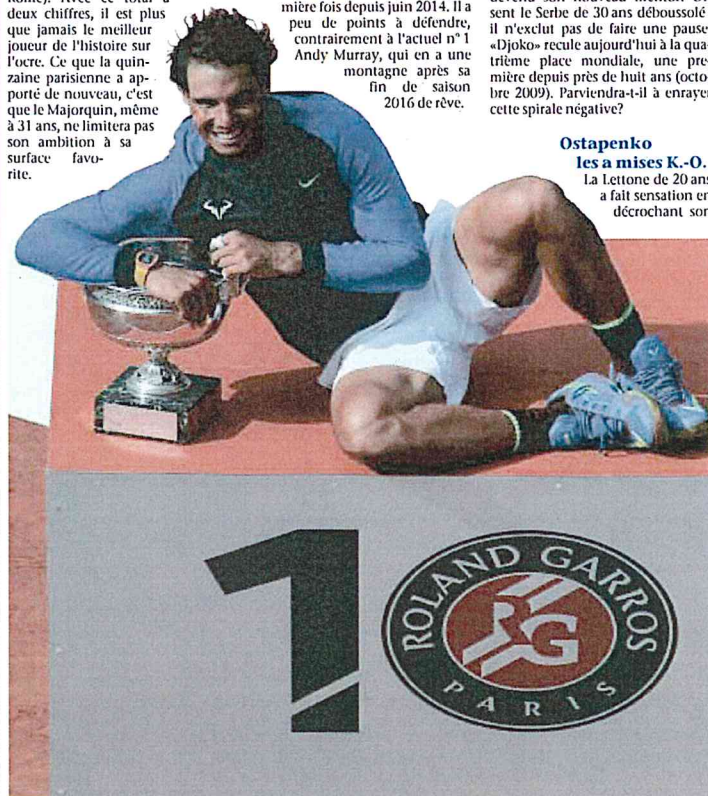 deux chiffres, il est plus
que jamais le meilleur
joueur de l'histoire sur
l'ocre. Ce que la quin-
zaine parisienne a ap-
porté de nouveau, c'est
que le Majorquin, même
à 31 ans, ne limitera pas
son ambition à sa
surface favo-
rite.
mière fois depuis juin 2014. Il a
peu de points à défendre,
contrairement à l'actuel n° 1
Andy Murray, qui en a une
montagne après sa
fin de saison
2016 de rêve.
sent le Serbe de 30 ans déboussolé
il n'exclut pas de faire une pause
«Djoko» recule aujourd'hui à la qua-
trième place mondiale, une pre-
mière depuis près de huit ans (octo-
bre 2009). Parviendra-t-il à enrayer
cette spirale négative?
Ostapenko
les a mises K.-O.
La Lettone de 20 ans
a fait sensation en
décrochant son
1
ROLAND GARROS
RG
PARIS